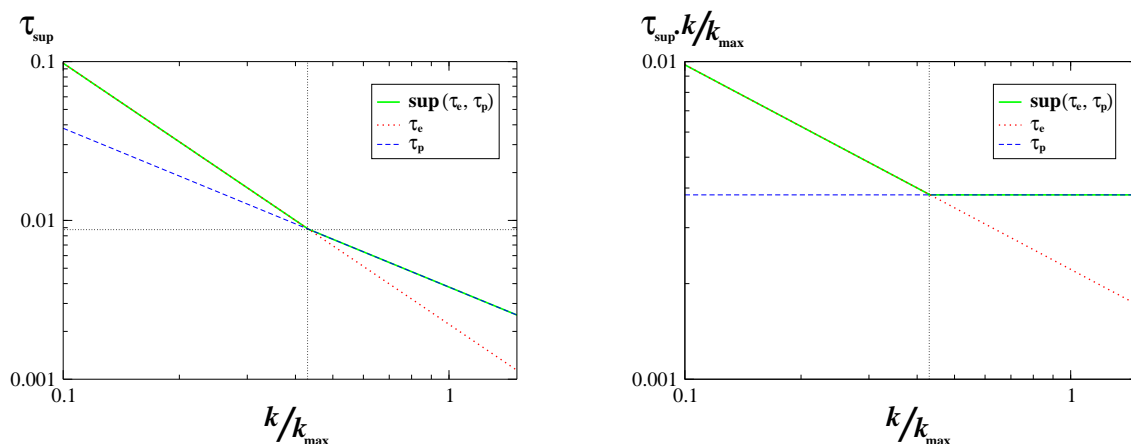 τsup
0.1
0.01
0.001
0.1
1
k/kmax
sup (τe, τp)
τe
τp
τsup.k/kmax
0.01
0.001
0.1
1
k/kmax
sup (τe, τp)
τe
τp